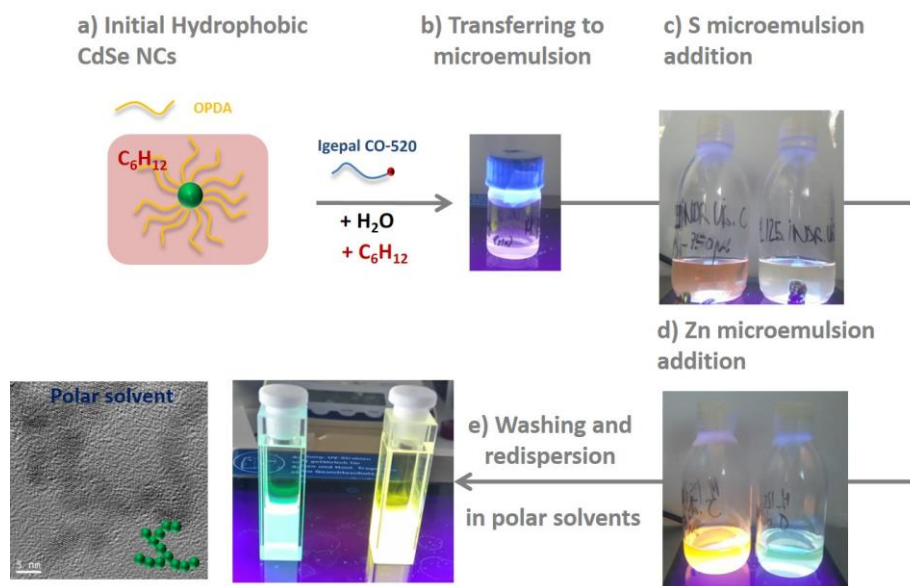 a) Initial Hydrophobic
CdSe NCs
b) Transferring to
microemulsion
c) S microemulsion
addition
OPDA
C₆H₁₂
Igepal CO-520
+ H₂O
+ C₆H₁₂
d) Zn microemulsion
addition
Polar solvent
5 nm
e) Washing and
redispersion
in polar solvents